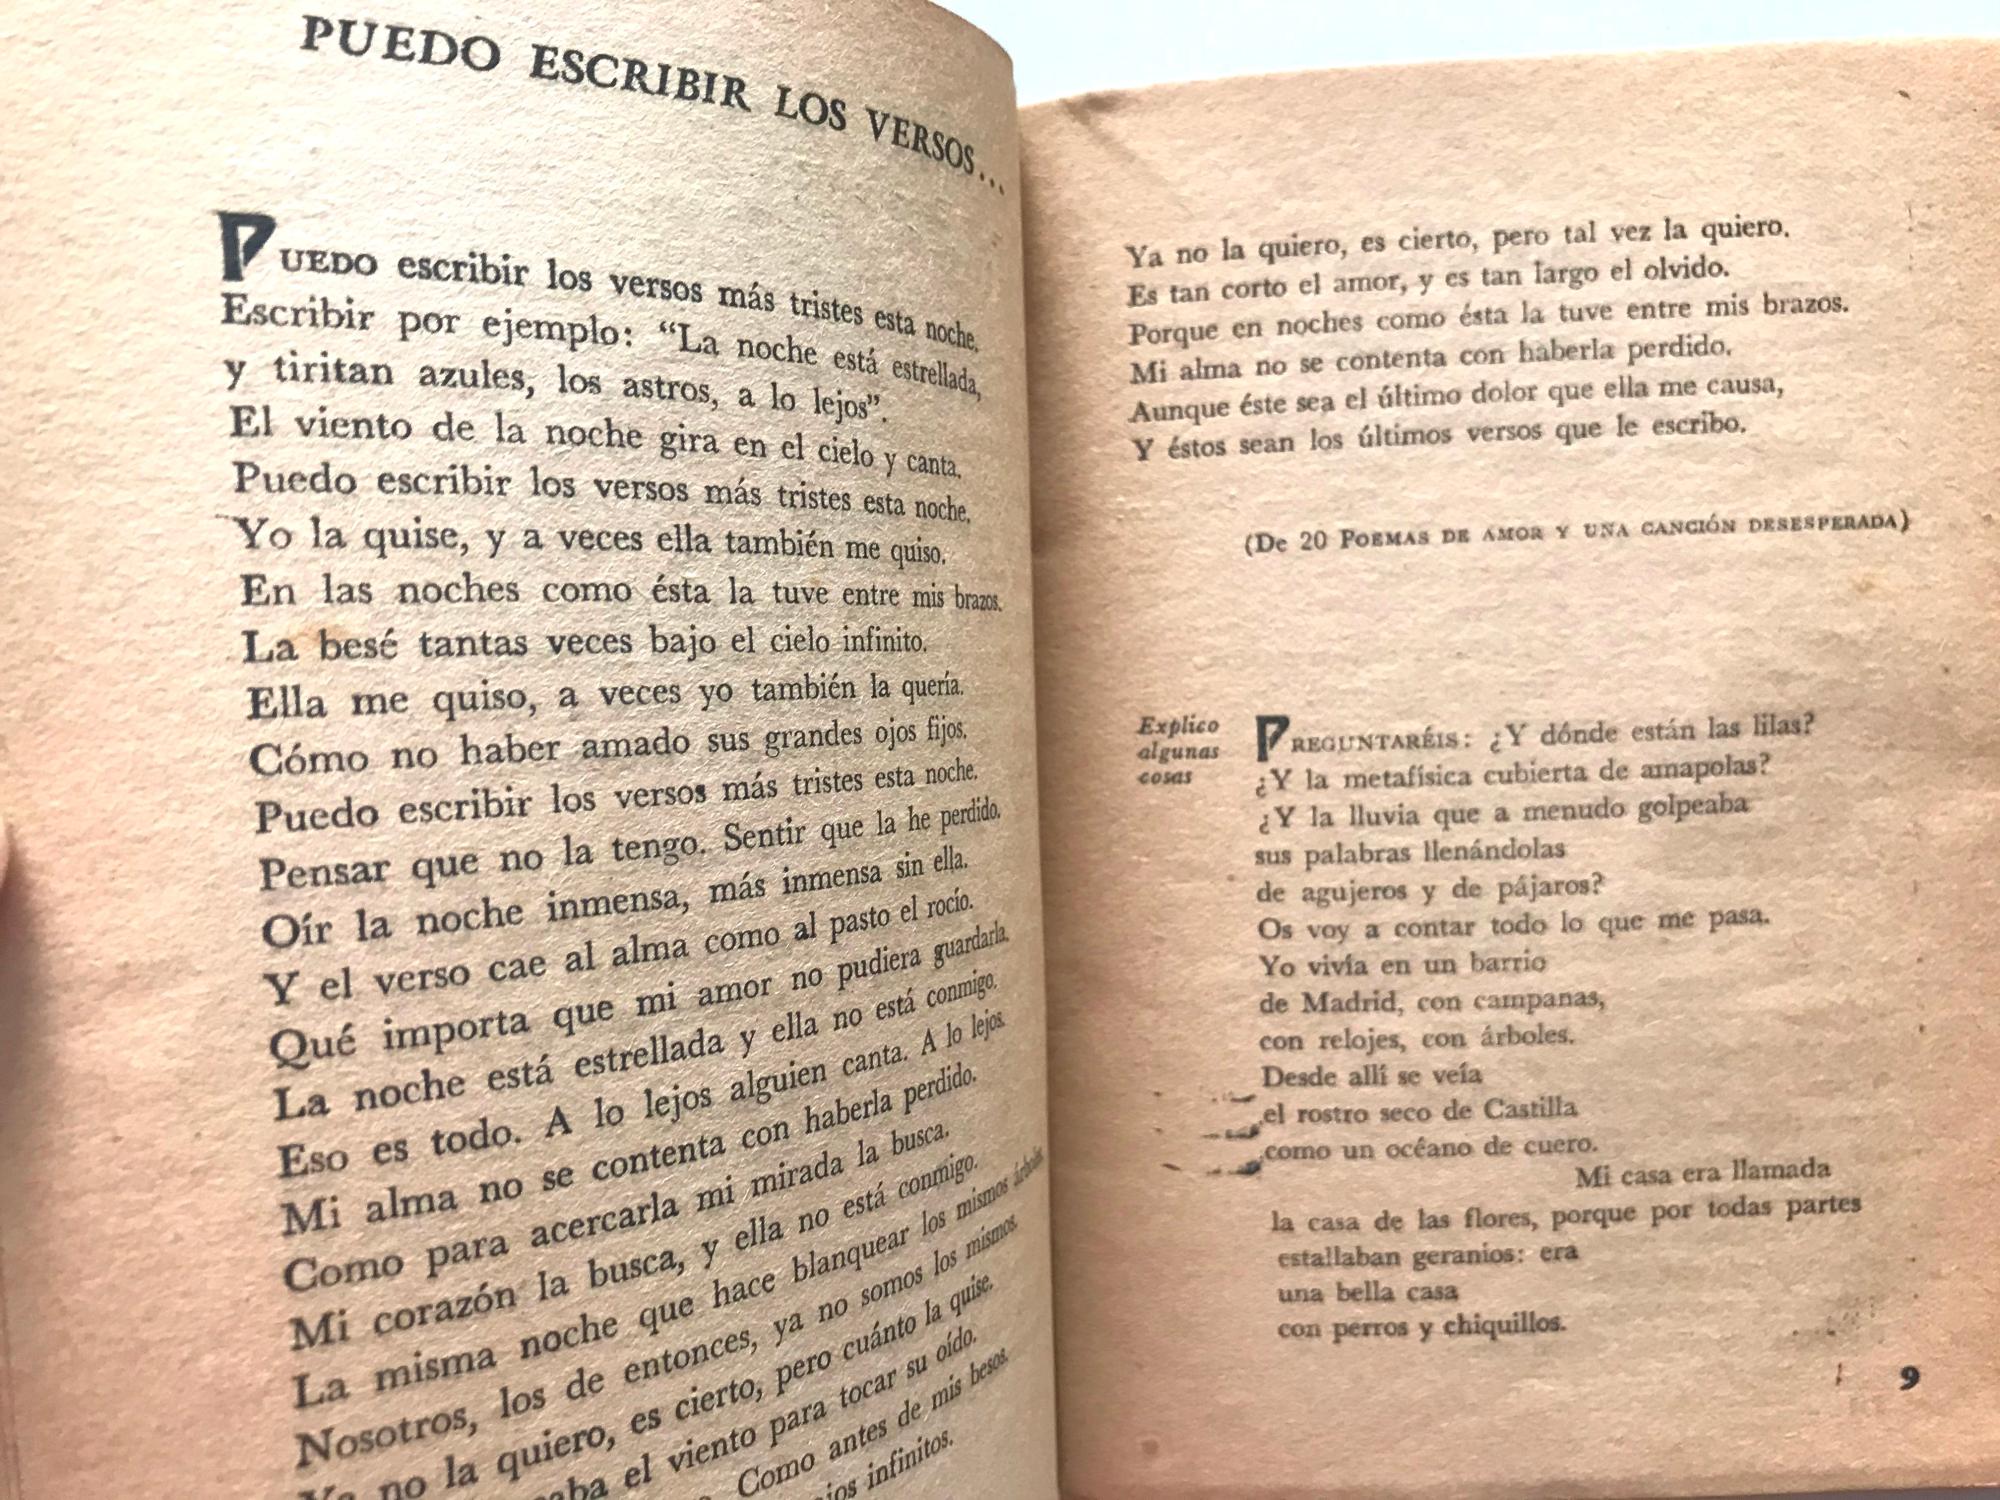 PUEDO ESCRIBIR LOS VERSOS...
PUEDO escribir los versos más tristes esta noche.
Escribir por ejemplo: “La noche está estrellada,
y tiritan azules, los astros, a lo lejos”.
El viento de la noche gira en el cielo y canta.
Puedo escribir los versos más tristes esta noche.
Yo la quise, y a veces ella también me quiso.
En las noches como ésta la tuve entre mis brazos.
La besé tantas veces bajo el cielo infinito.
Ella me quiso, a veces yo también la quería.
Cómo no haber amado sus grandes ojos fijos.
Puedo escribir los versos más tristes esta noche.
Pensar que no la tengo. Sentir que la he perdido.
Oír la noche inmensa, más inmensa sin ella.
Y el verso cae al alma como al pasto el rocío.
Qué importa que mi amor no pudiera guardarla.
La noche está estrellada y ella no está conmigo.
Eso es todo. A lo lejos alguien canta. A lo lejos.
Mi alma no se contenta con haberla perdido.
Como para acercarla mi mirada la busca.
Mi corazón la busca, y ella no está conmigo.
La misma noche que hace blanquear los mismos árboles.
Nosotros, los de entonces, ya no somos los mismos.
Ya no la quiero, es cierto, pero cuánto la quise.
el viento para tocar su oído.
Como antes de mis besos.
infinitos.
Ya no la quiero, es cierto, pero tal vez la quiero.
Es tan corto el amor, y es tan largo el olvido.
Porque en noches como ésta la tuve entre mis brazos.
Mi alma no se contenta con haberla perdido.
Aunque éste sea el último dolor que ella me causa,
Y éstos sean los últimos versos que le escribo.
(De 20 POEMAS DE AMOR Y UNA CANCIÓN DESESPERADA)
Explico
algunas
cosas
PREGUNTARÉIS: ¿Y dónde están las lilas?
¿Y la metafísica cubierta de amapolas?
¿Y la lluvia que a menudo golpeaba
sus palabras llenándolas
de agujeros y de pájaros?
Os voy a contar todo lo que me pasa.
Yo vivía en un barrio
de Madrid, con campanas,
con relojes, con árboles.
Desde allí se veía
el rostro seco de Castilla
como un océano de cuero.
Mi casa era llamada
la casa de las flores, porque por todas partes
estallaban geranios: era
una bella casa
con perros y chiquillos.
9